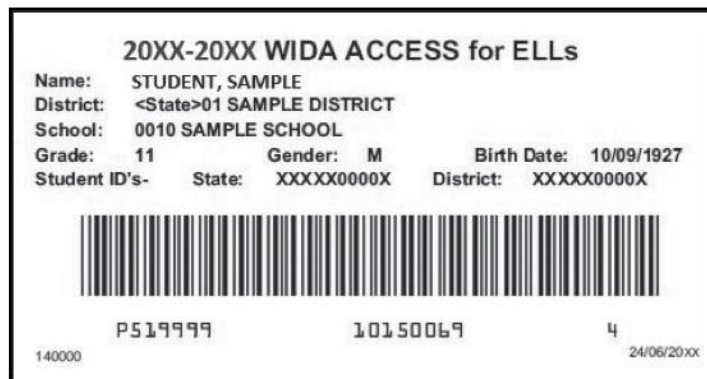 20XX-20XX WIDA ACCESS for ELLs
Name: STUDENT, SAMPLE
District: <State>01 SAMPLE DISTRICT
School: 0010 SAMPLE SCHOOL
Grade: 11 Gender: M Birth Date: 10/09/1927
Student ID's- State: XXXXX0000X District: XXXXX0000X
P519999 10150069 4
140000 24/06/20XX